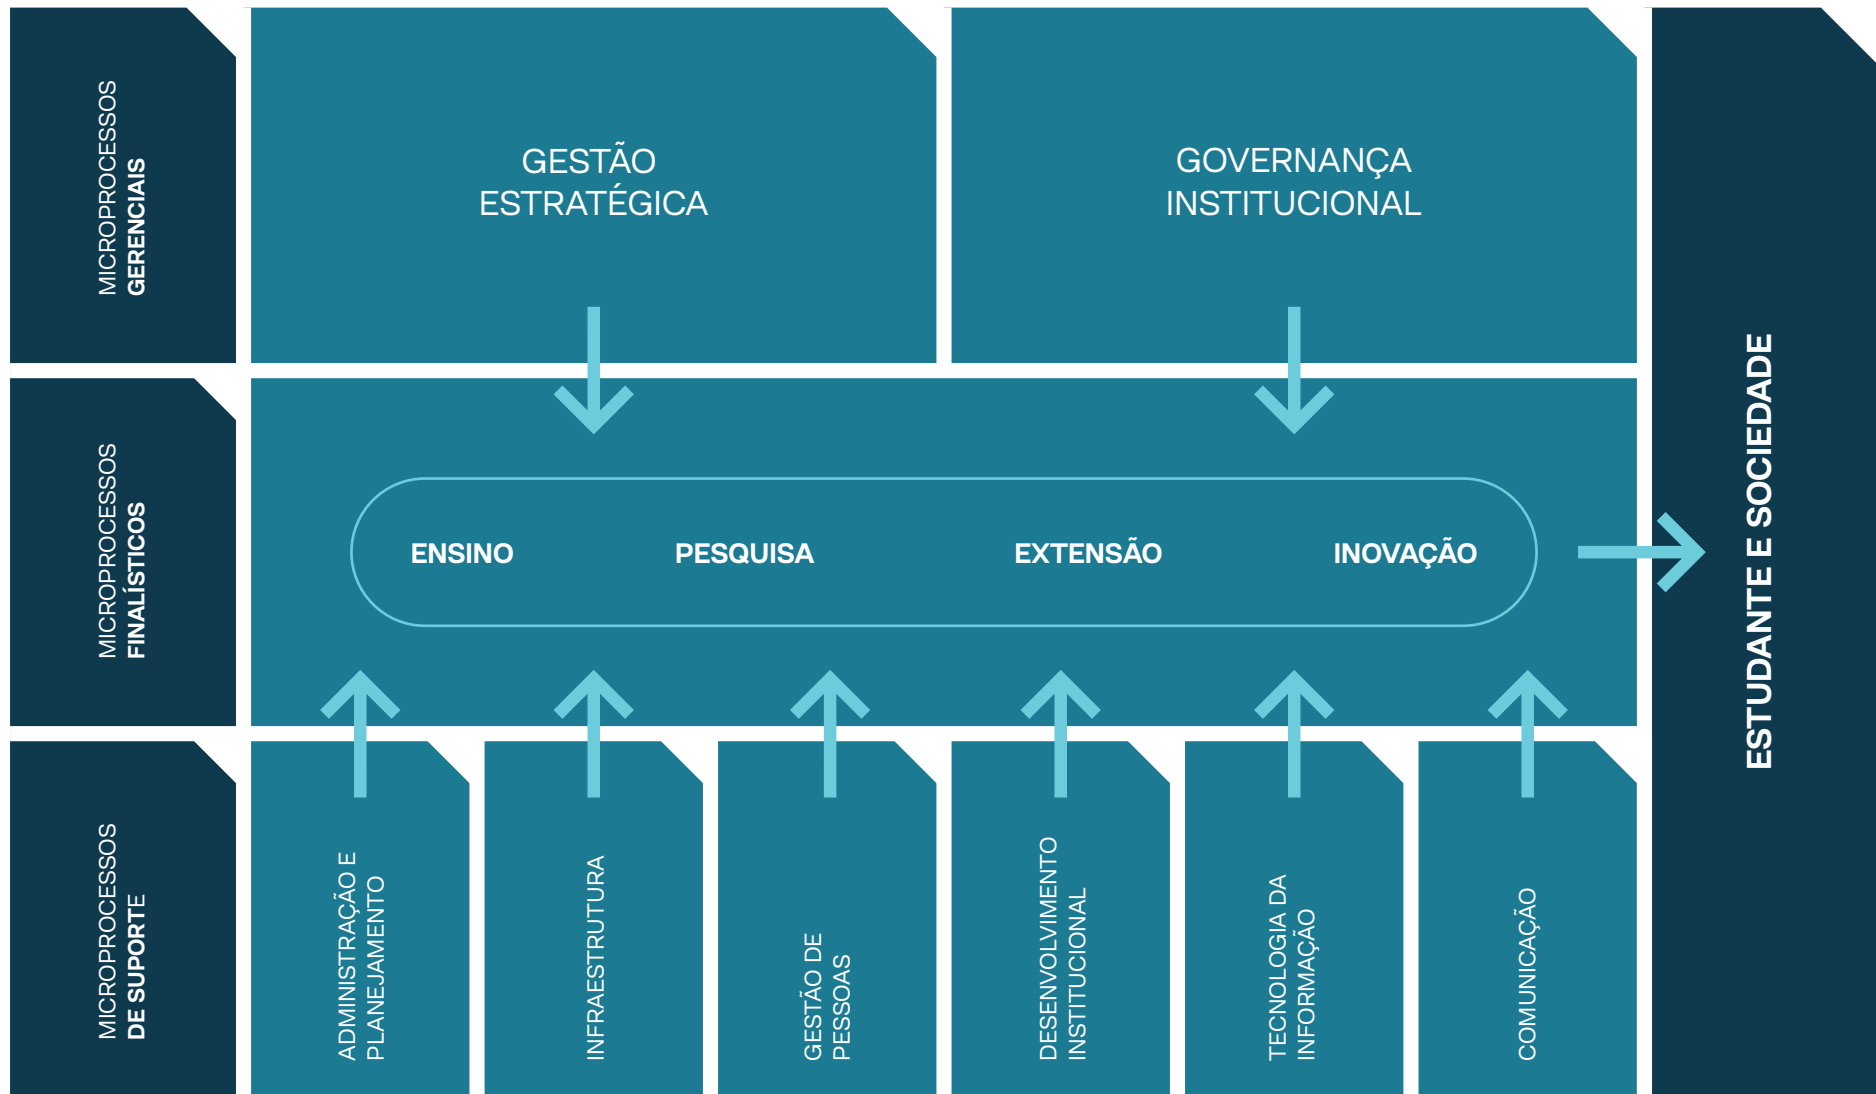 MICROPROCESSOS
GERENCIAIS
GESTÃO
ESTRATÉGICA
GOVERNANÇA
INSTITUCIONAL
MICROPROCESSOS
FINALÍSTICOS
ENSINO
PESQUISA
EXTENSÃO
INOVAÇÃO
ESTUDANTE E SOCIEDADE
MICROPROCESSOS
DE SUPORTE
ADMINISTRAÇÃO E
PLANEJAMENTO
INFRAESTRUTURA
GESTÃO DE
PESSOAS
DESENVOLVIMENTO
INSTITUCIONAL
TECNOLOGIA DA
INFORMAÇÃO
COMUNICAÇÃO